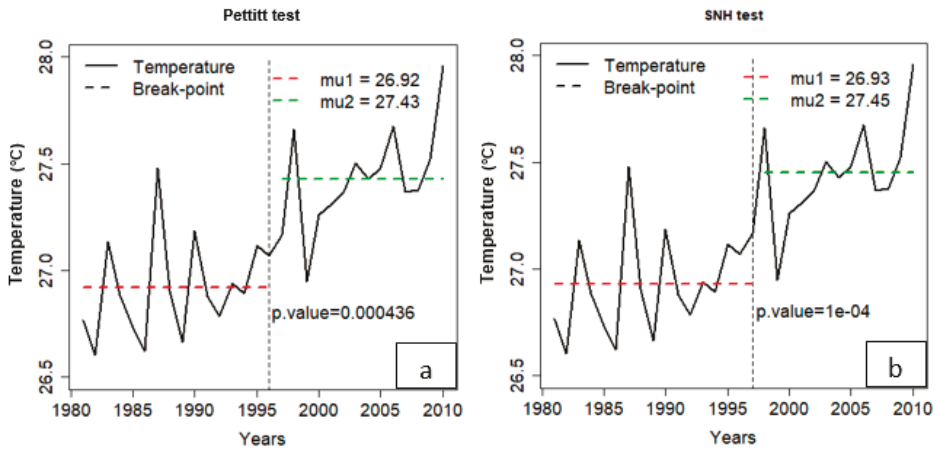 Pettitt test
28.0
27.5
27.0
26.5
Temperature (°C)
Temperature
Break-point
mu1 = 26.92
mu2 = 27.43
p.value=0.000436
a
1980 1985 1990 1995 2000 2005 2010
Years
SNH test
28.0
27.5
27.0
26.5
Temperature (°C)
Temperature
Break-point
mu1 = 26.93
mu2 = 27.45
p.value=1e-04
b
1980 1985 1990 1995 2000 2005 2010
Years